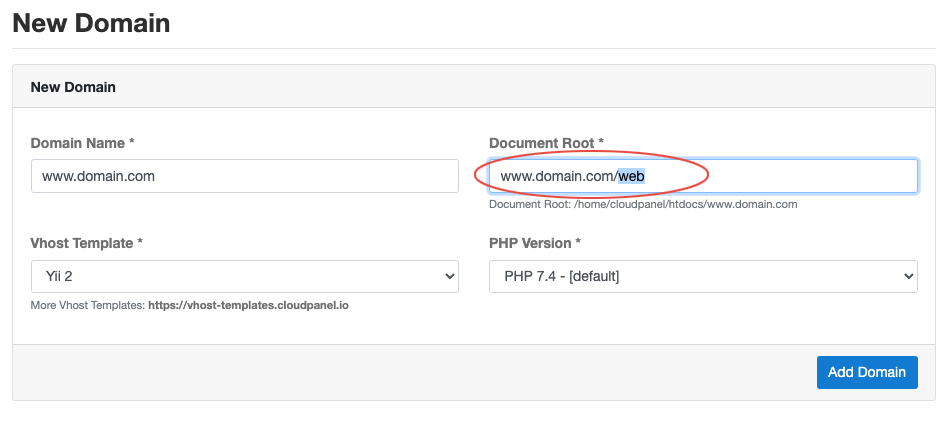 New Domain
New Domain
Domain Name *
www.domain.com
Document Root *
www.domain.com/web
Document Root: /home/cloudpanel/htdocs/www.domain.com
Vhost Template *
Yii 2
More Vhost Templates: https://vhost-templates.cloudpanel.io
PHP Version *
PHP 7.4 - [default]
Add Domain